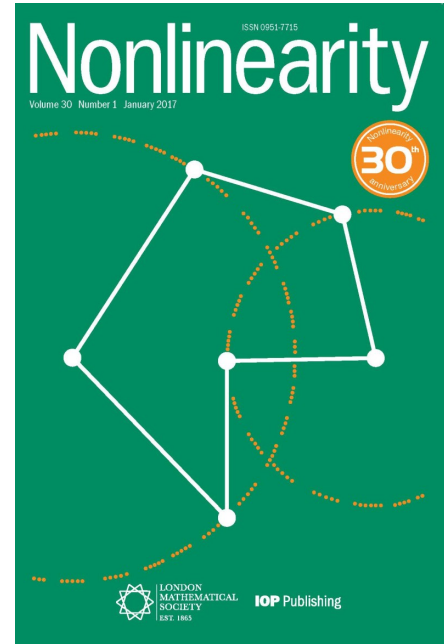 ISSN 0951-7715
Nonlinearity
Volume 30 Number 1 January 2017
Nonlinearity
30th
anniversary
LONDON
MATHEMATICAL
SOCIETY
EST. 1865
IOP Publishing